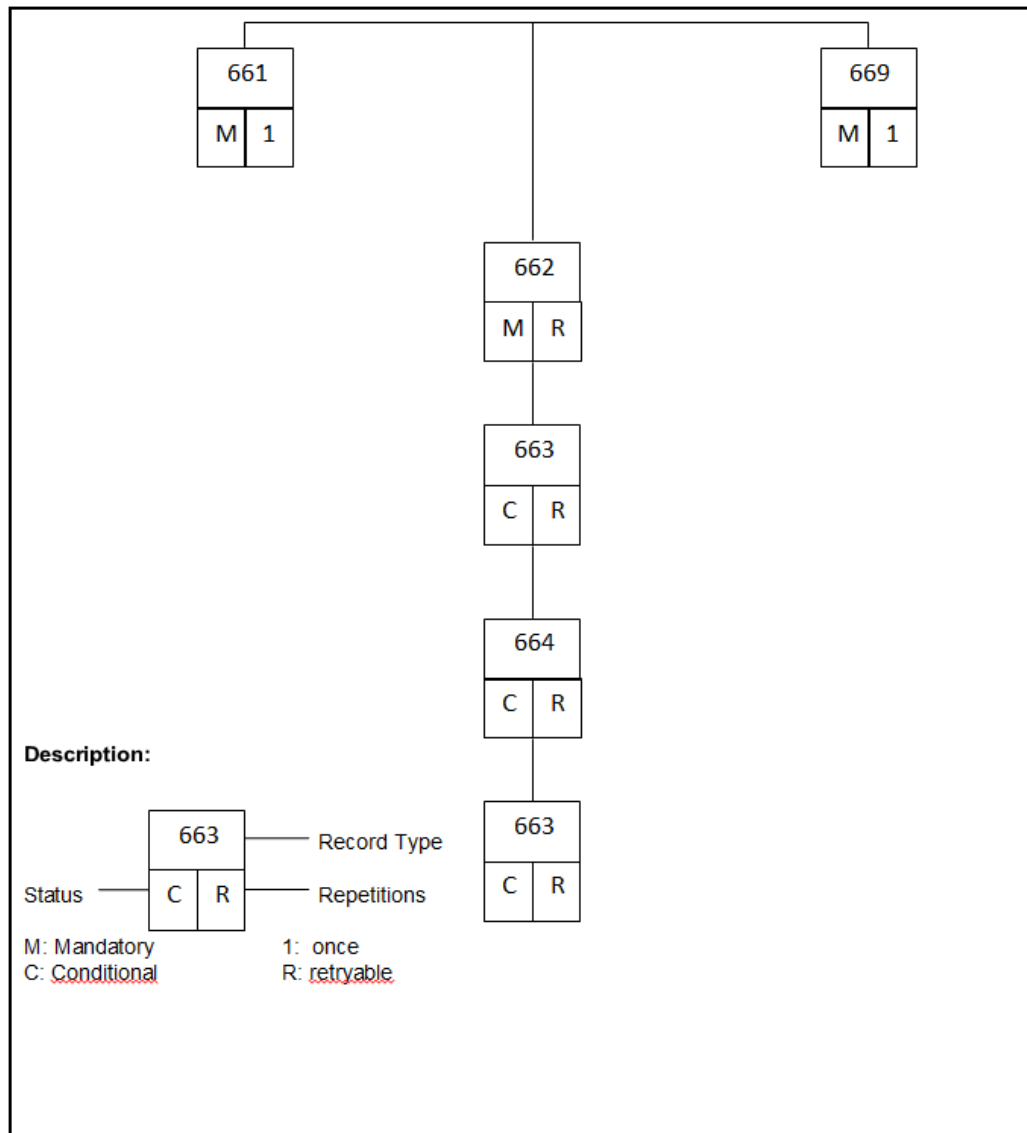 661 669
M 1 M 1
662
M R
663
C R
664
C R
Description:
663 Record Type 663
Status C R Repetitions C R
M: Mandatory 1: once
C: Conditional R: retryable